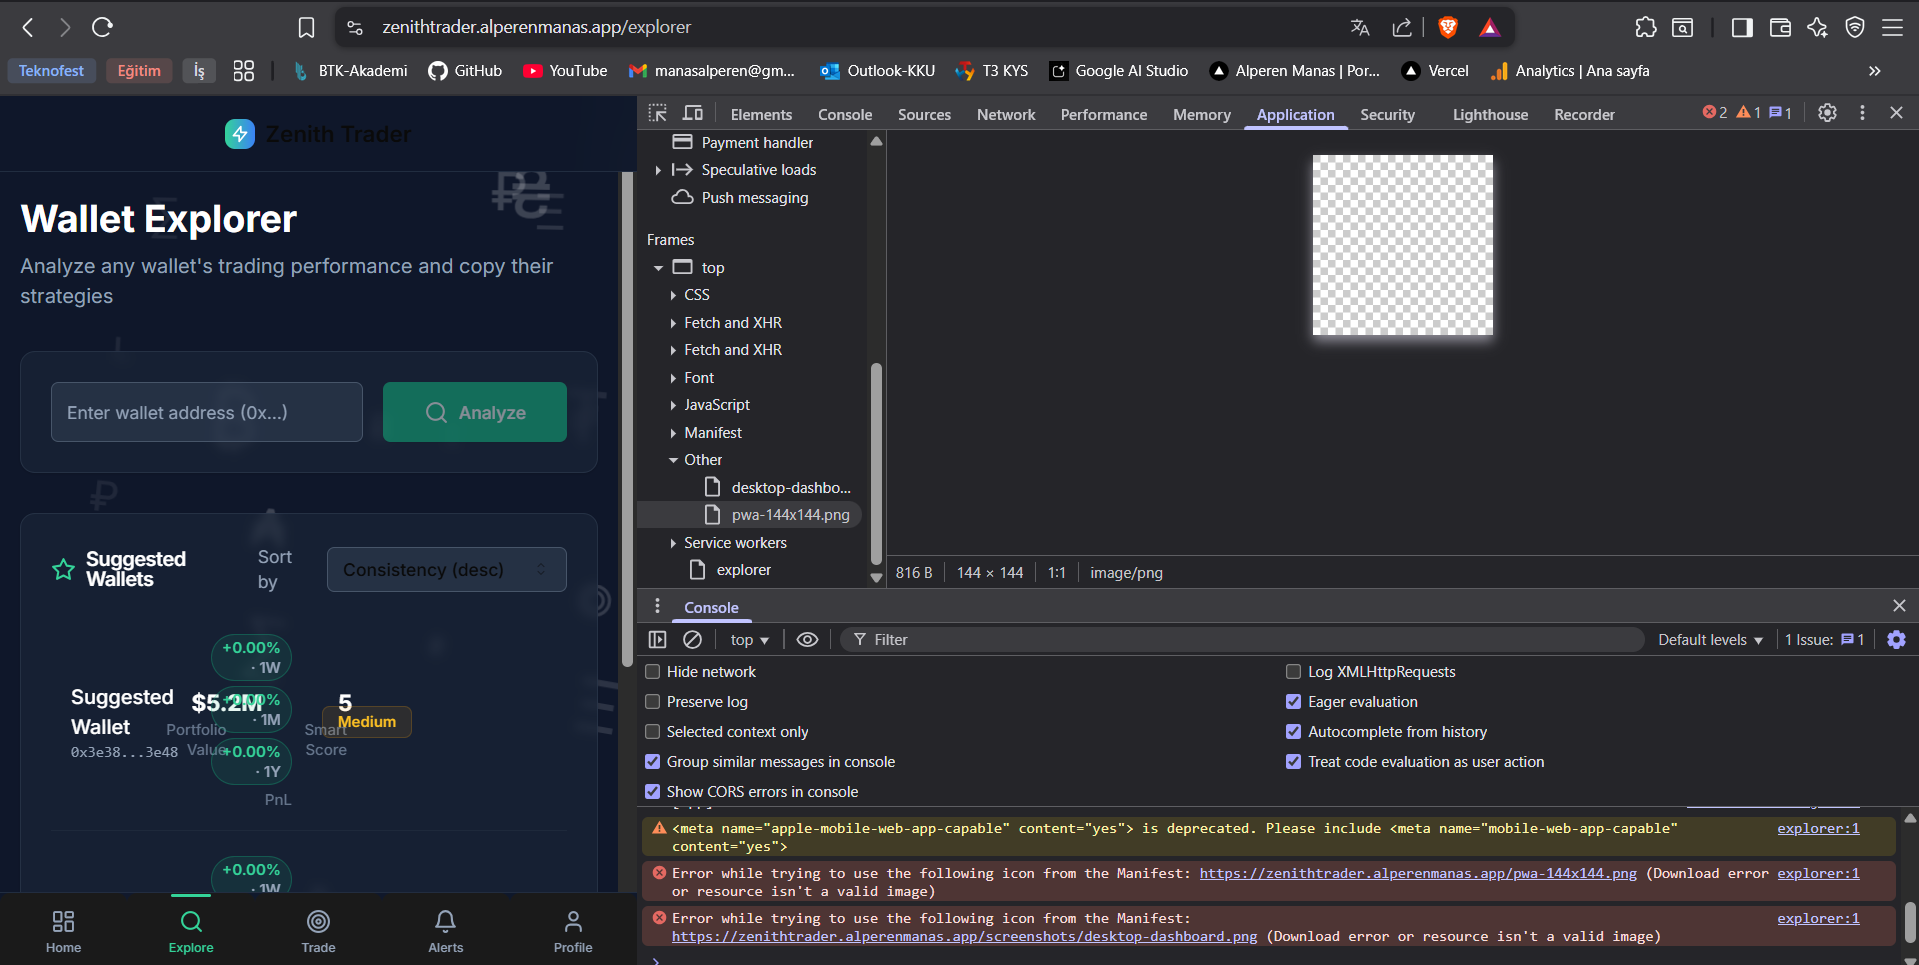 zenithtrader.alperenmanas.app/explorer
Teknofest
Eğitim
İş
BTK-Akademi
GitHub
YouTube
manasalperen@gm...
Outlook-KKU
T3 KYS
Google AI Studio
Alperen Manas | Por...
Vercel
Analytics | Ana sayfa
»
Zenith Trader
Wallet Explorer
Analyze any wallet's trading performance and copy their
strategies
Enter wallet address (0x...)
Analyze
Suggested
Wallets
Sort
by
Consistency (desc)
+0.00%
· 1W
Suggested
Wallet
0x3e38...3e48
$5.2M
Portfolio
Value
+0.00%
· 1M
+0.00%
· 1Y
PnL
5
Smart
Score
Medium
+0.00%
· 1W
Home
Explore
Trade
Alerts
Profile
Elements
Console
Sources
Network
Performance
Memory
Application
Security
Lighthouse
Recorder
2
1
1
Payment handler
Speculative loads
Push messaging
Frames
top
CSS
Fetch and XHR
Fetch and XHR
Font
JavaScript
Manifest
Other
desktop-dashbo...
pwa-144x144.png
Service workers
explorer
816 B
144 × 144
1:1
image/png
Console
top
Filter
Default levels
1 Issue:
1
Hide network
Log XMLHttpRequests
Preserve log
Eager evaluation
Selected context only
Autocomplete from history
Group similar messages in console
Treat code evaluation as user action
Show CORS errors in console
<meta name="apple-mobile-web-app-capable" content="yes"> is deprecated. Please include <meta name="mobile-web-app-capable"
content="yes">
explorer:1
Error while trying to use the following icon from the Manifest: https://zenithtrader.alperenmanas.app/pwa-144x144.png (Download error
or resource isn't a valid image)
explorer:1
Error while trying to use the following icon from the Manifest:
https://zenithtrader.alperenmanas.app/screenshots/desktop-dashboard.png (Download error or resource isn't a valid image)
explorer:1